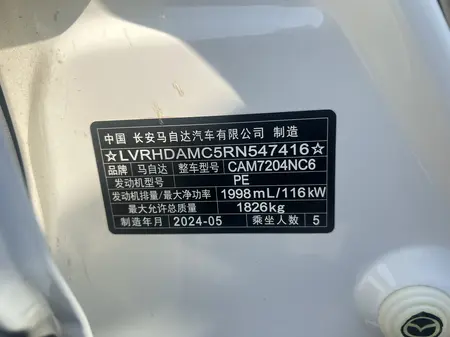 中国 长安马自达汽车有限公司 制造
☆LVRHDAMC5RN547416☆
品牌 马自达 整车型号 CAM7204NC6
发动机型号 PE
发动机排量/最大净功率 1998mL/116kW
最大允许总质量 1826kg
制造年月 2024-05 乘坐人数 5